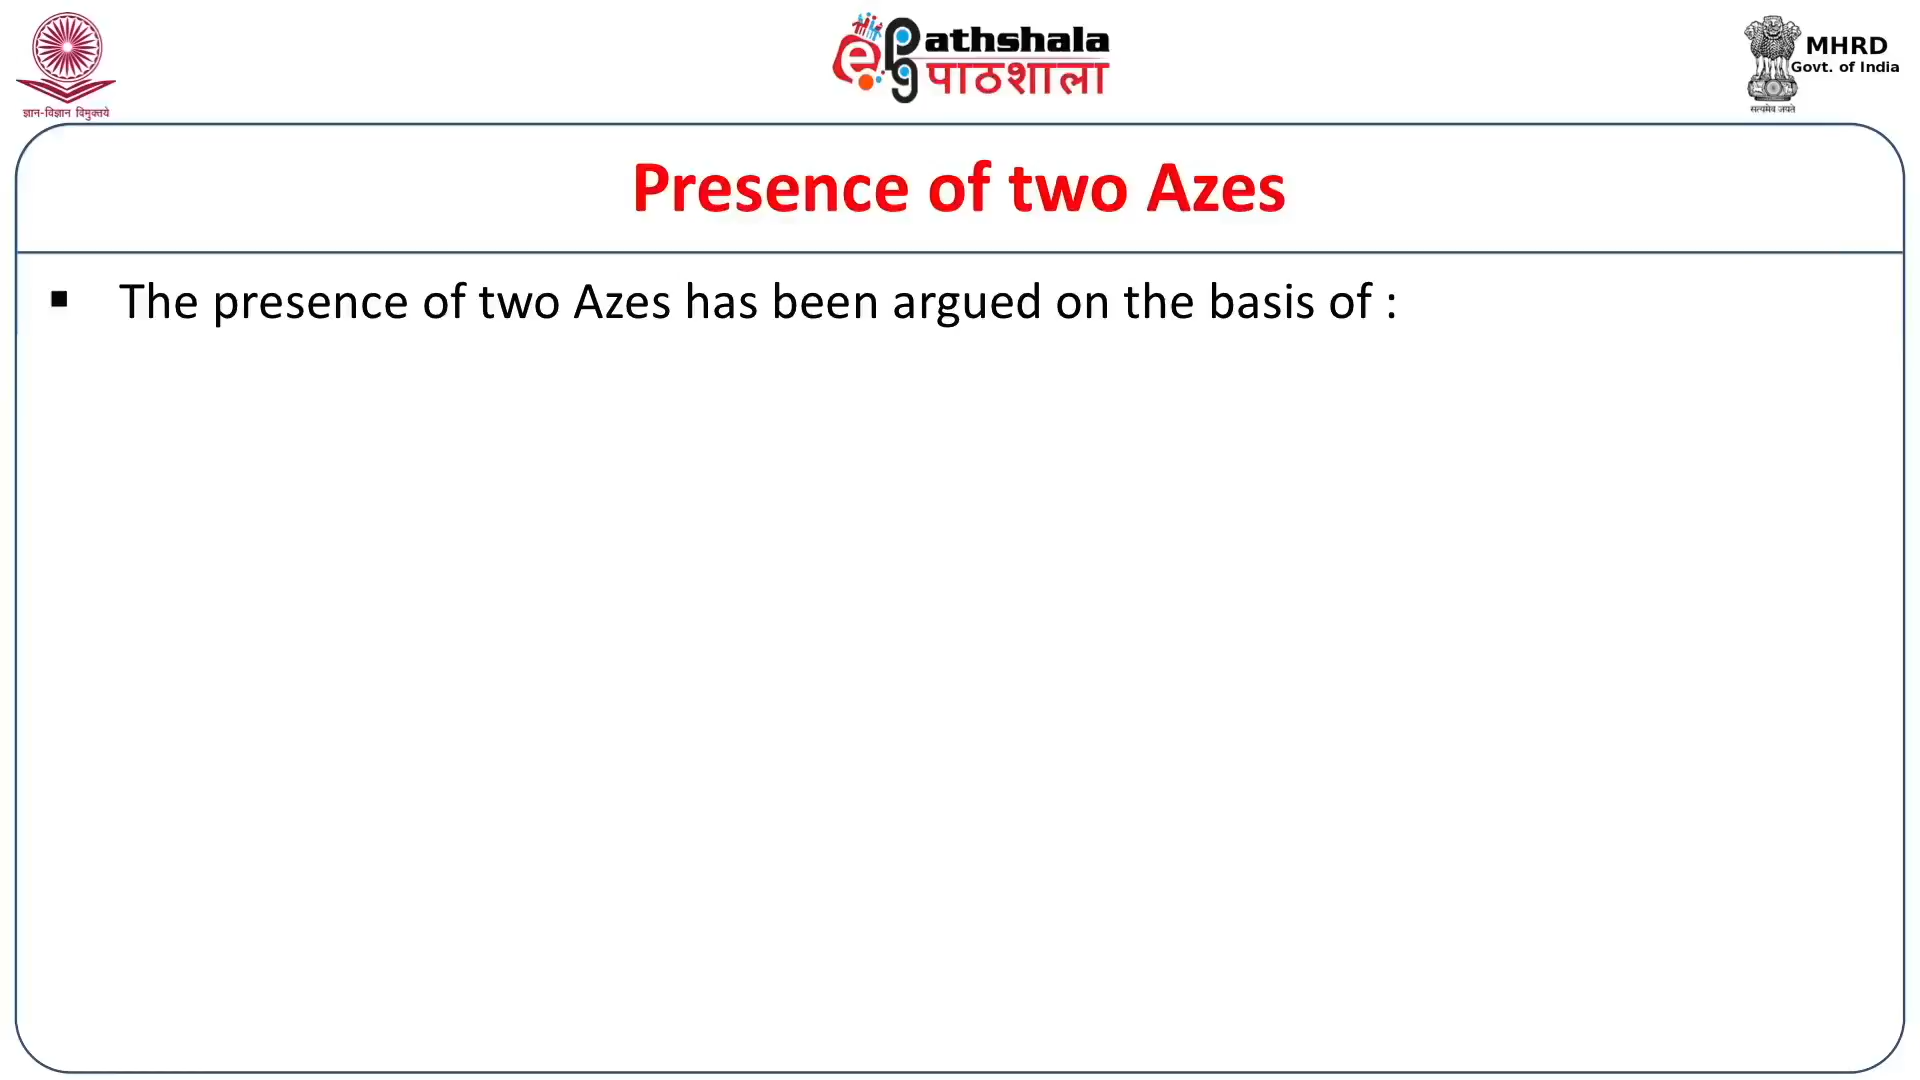 ज्ञान-विज्ञान विमुक्तये
ePathshala
पाठशाला
MHRD
Govt. of India
सत्यमेव जयते
Presence of two Azes
▪ The presence of two Azes has been argued on the basis of :